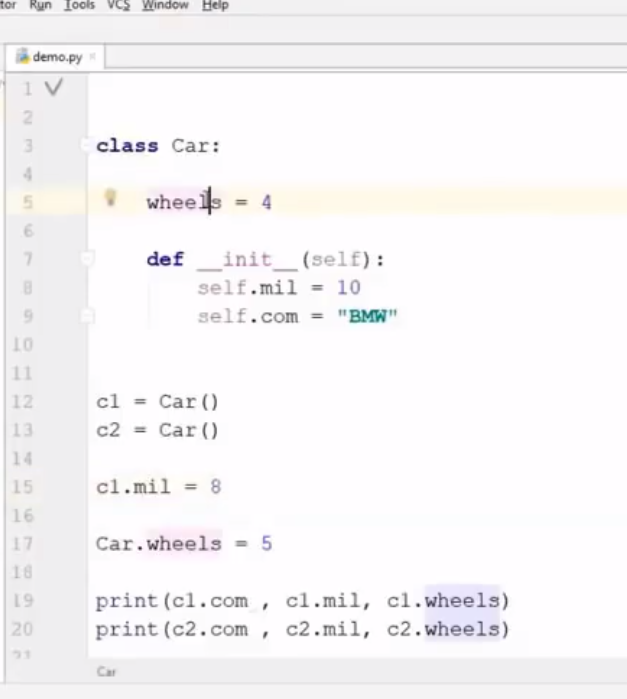 Run Tools VCS Window Help
demo.py
1
2
3 class Car:
4
5 wheels = 4
6
7 def __init__(self):
8 self.mil = 10
9 self.com = "BMW"
10
11
12 c1 = Car()
13 c2 = Car()
14
15 c1.mil = 8
16
17 Car.wheels = 5
18
19 print(c1.com , c1.mil, c1.wheels)
20 print(c2.com , c2.mil, c2.wheels)
21
Car